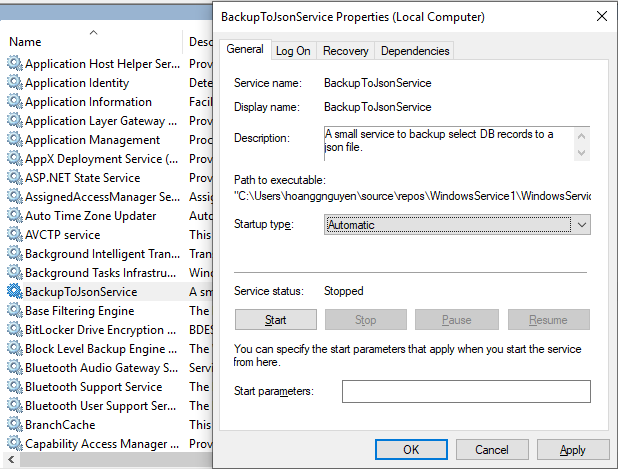 BackupToJsonService Properties (Local Computer)
Name
Desc
Application Host Helper Ser... Prov
Application Identity Dete
Application Information Facil
Application Layer Gateway ... Prov
Application Management Proc
AppX Deployment Service (... Prov
ASP.NET State Service Prov
AssignedAccessManager Se... Assi
Auto Time Zone Updater Auto
AVCTP service This
Background Intelligent Tran... Tran
Background Tasks Infrastru... Wind
BackupToJsonService A sm
Base Filtering Engine The
BitLocker Drive Encryption ... BDES
Block Level Backup Engine ... The
Bluetooth Audio Gateway S... Servi
Bluetooth Support Service The
Bluetooth User Support Ser... The
BranchCache This
Capability Access Manager ... Prov
General Log On Recovery Dependencies
Service name: BackupToJsonService
Display name: BackupToJsonService
Description: A small service to backup select DB records to a
json file.
Path to executable:
"C:\Users\hoanggnguyen\source\repos\WindowsService1\WindowsServic
Startup type: Automatic
Service status: Stopped
Start Stop Pause Resume
You can specify the start parameters that apply when you start the service
from here.
Start parameters:
OK Cancel Apply